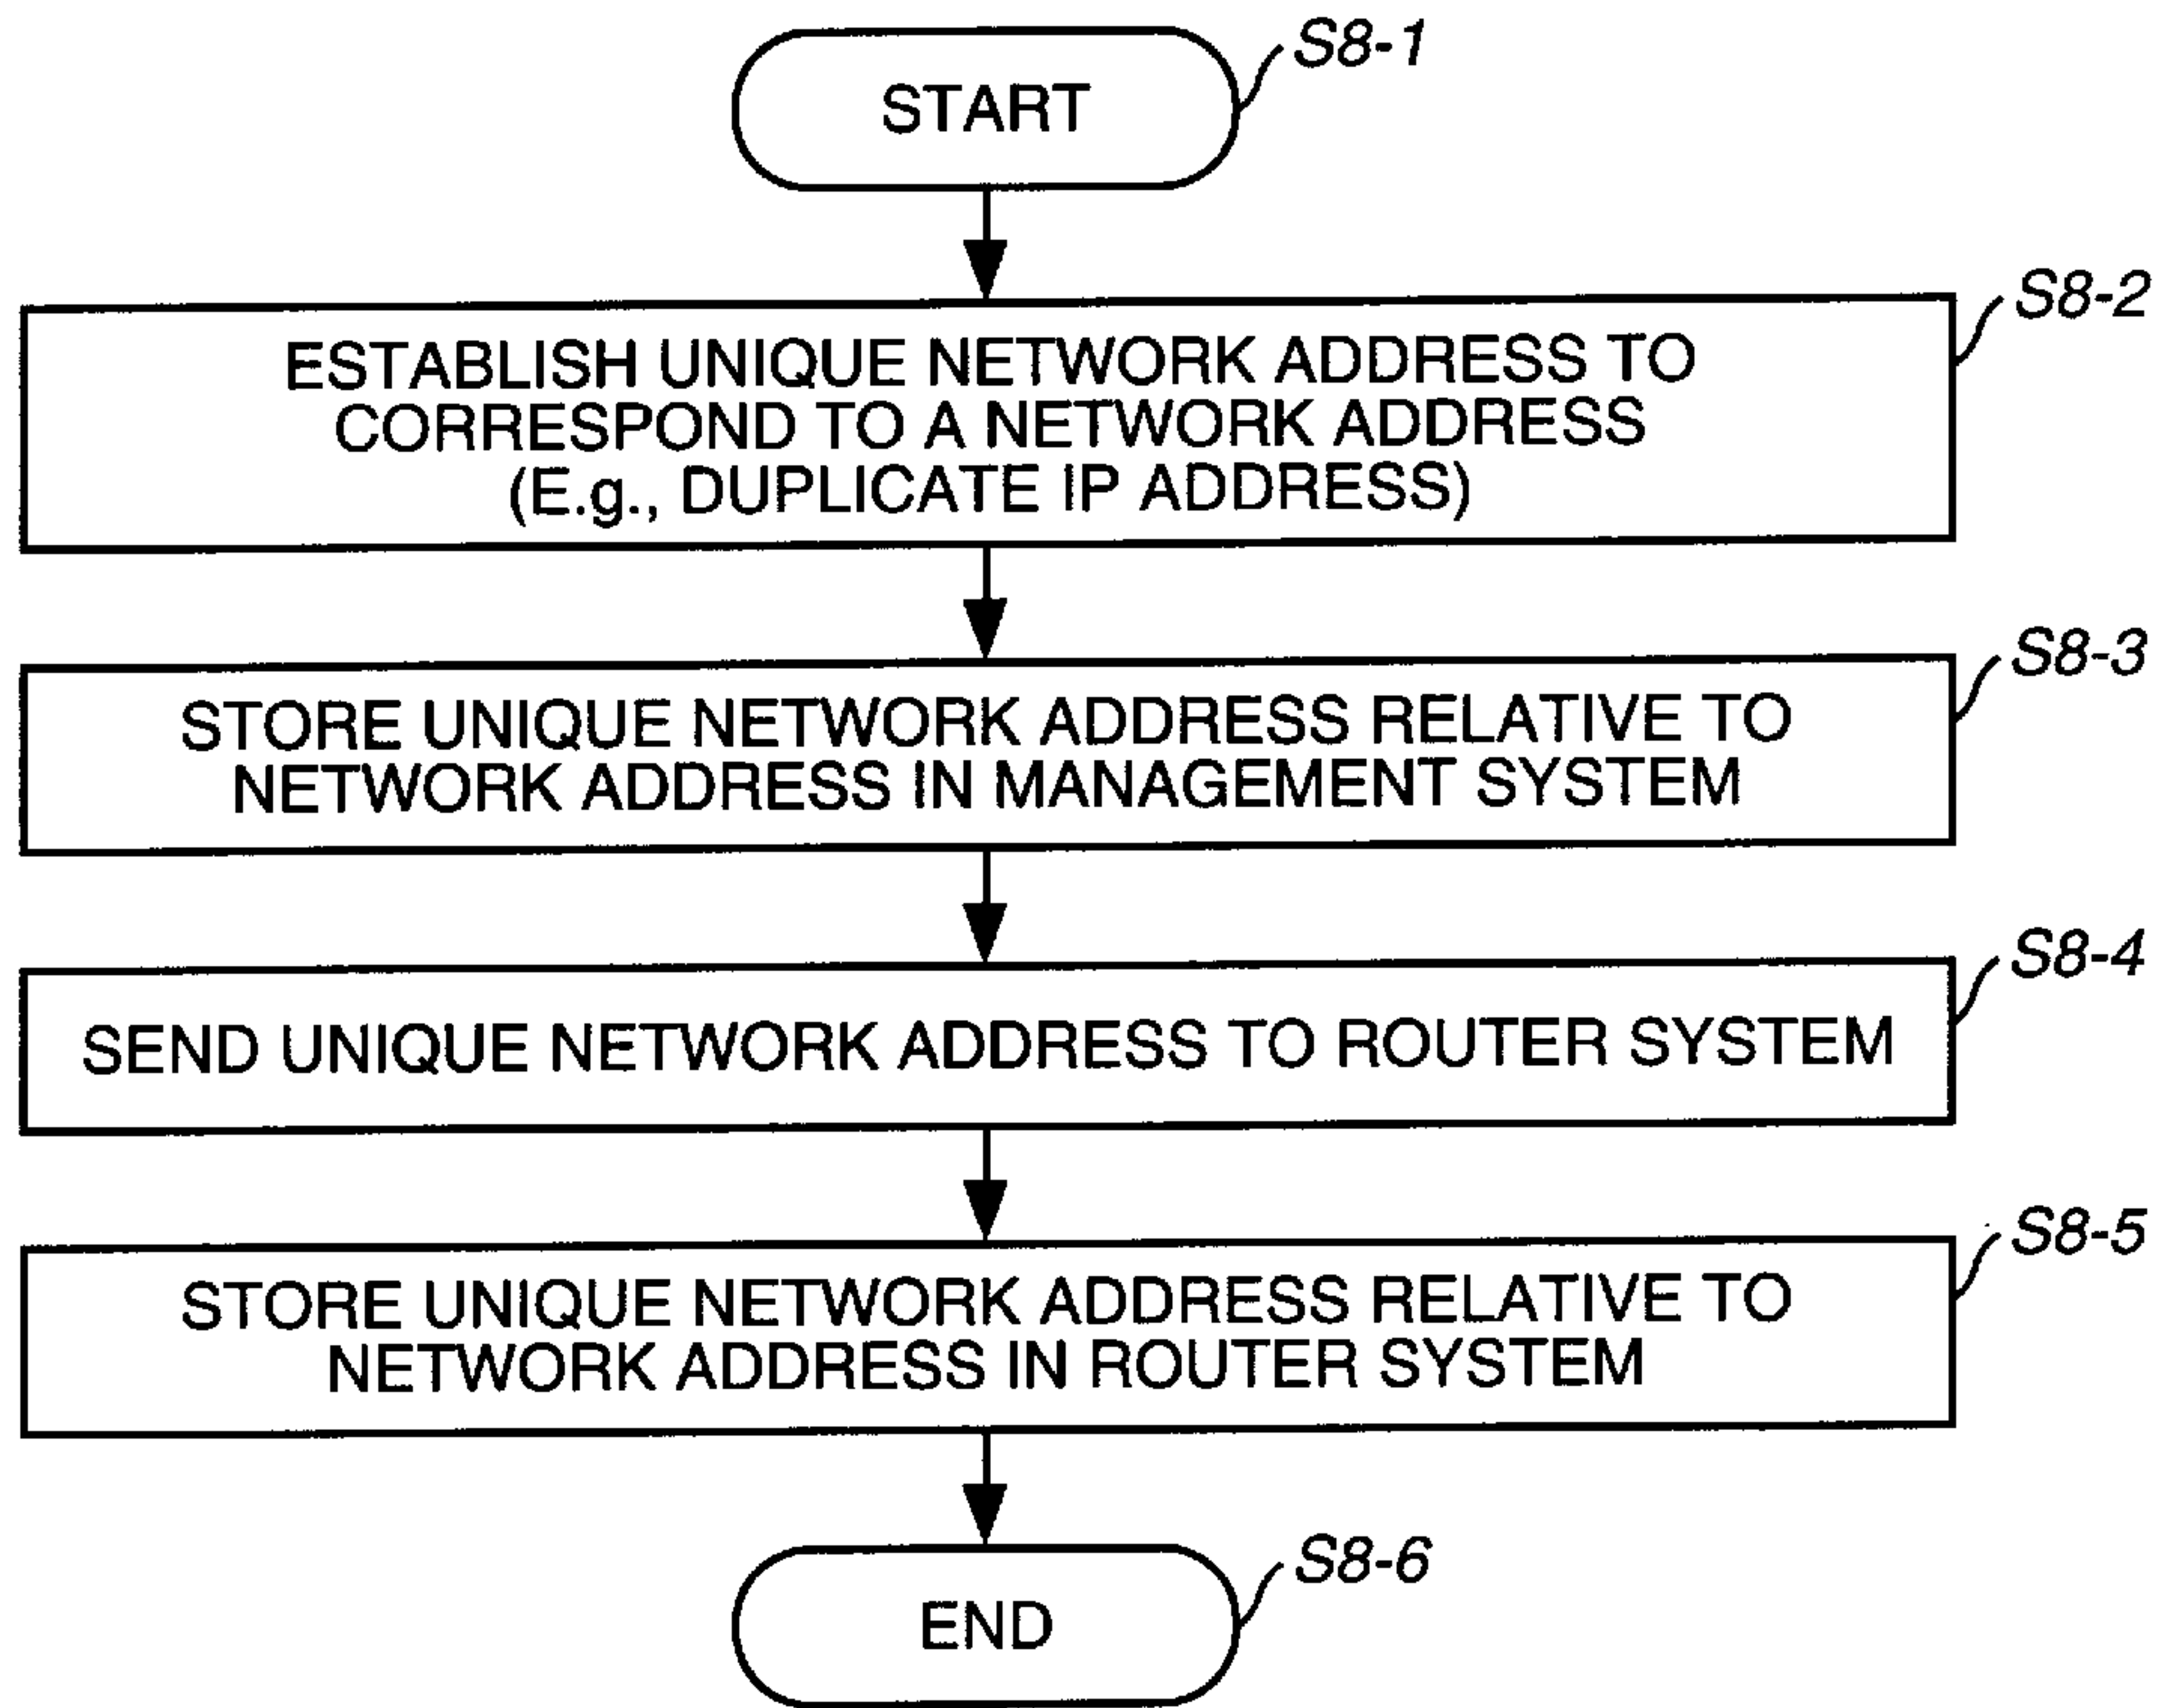 START
S8-1
S8-2
ESTABLISH UNIQUE NETWORK ADDRESS TO
CORRESPOND TO A NETWORK ADDRESS
(E.g., DUPLICATE IP ADDRESS)
S8-3
STORE UNIQUE NETWORK ADDRESS RELATIVE TO
NETWORK ADDRESS IN MANAGEMENT SYSTEM
S8-4
SEND UNIQUE NETWORK ADDRESS TO ROUTER SYSTEM
S8-5
STORE UNIQUE NETWORK ADDRESS RELATIVE TO
NETWORK ADDRESS IN ROUTER SYSTEM
S8-6
END